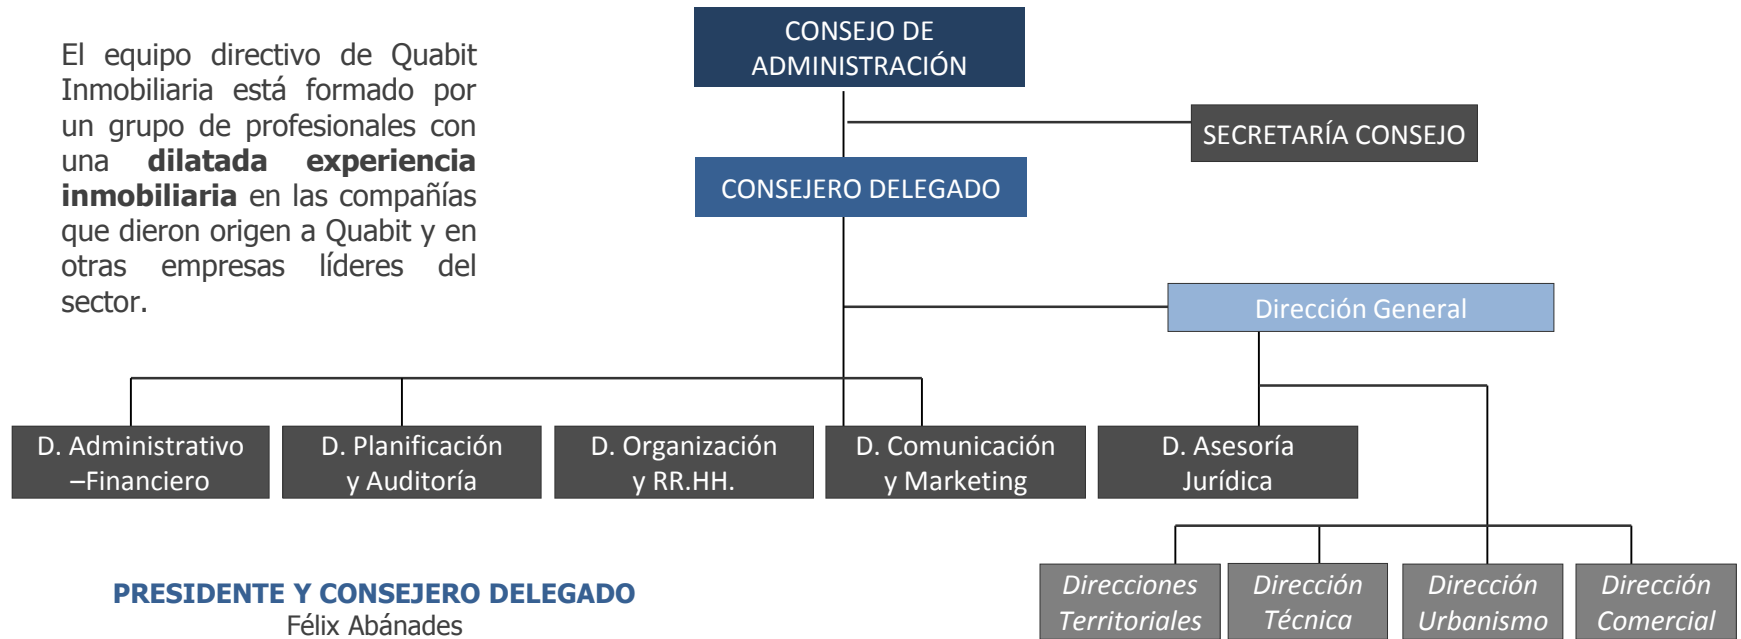 El equipo directivo de Quabit
Inmobiliaria está formado por
un grupo de profesionales con
una dilatada experiencia
inmobiliaria en las compañías
que dieron origen a Quabit y en
otras empresas líderes del
sector.
CONSEJO DE
ADMINISTRACIÓN
SECRETARÍA CONSEJO
CONSEJERO DELEGADO
Dirección General
D. Administrativo
–Financiero
D. Planificación
y Auditoría
D. Organización
y RR.HH.
D. Comunicación
y Marketing
D. Asesoría
Jurídica
Direcciones
Territoriales
Dirección
Técnica
Dirección
Urbanismo
Dirección
Comercial
PRESIDENTE Y CONSEJERO DELEGADO
Félix Abánades